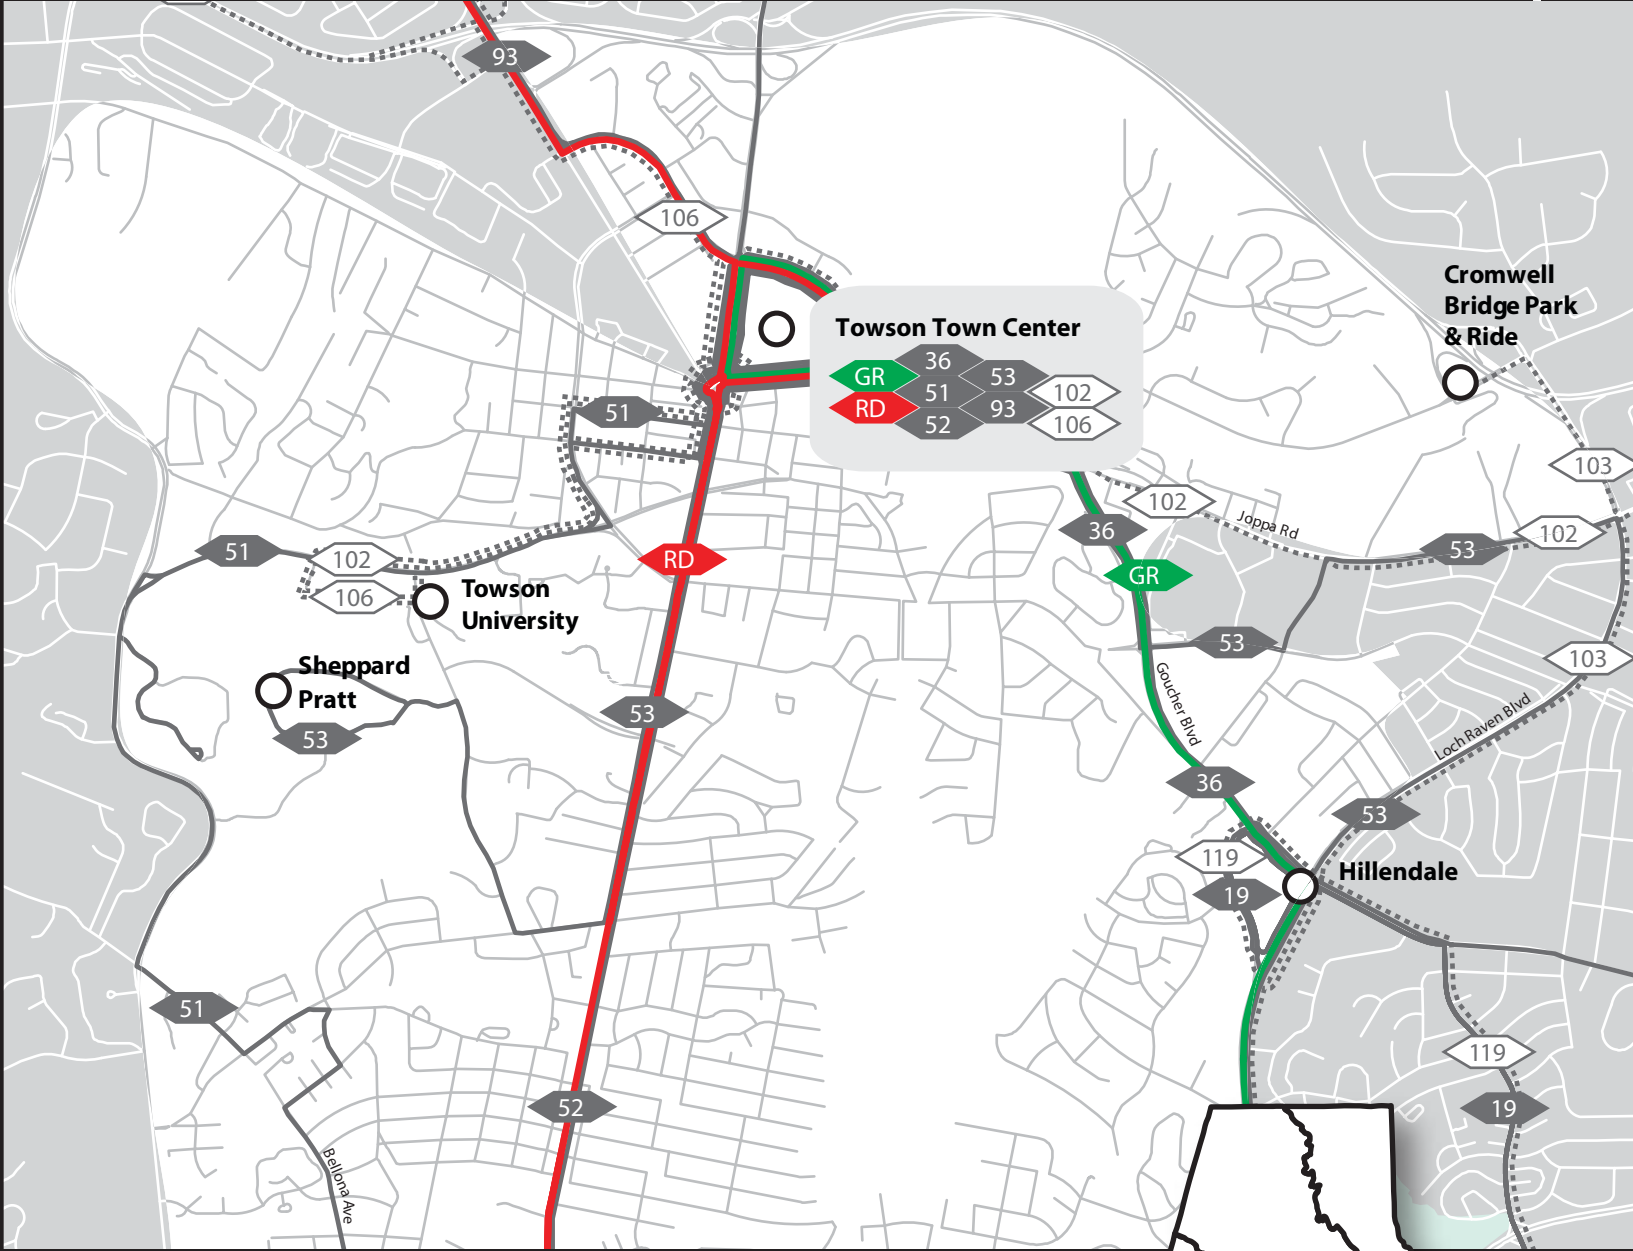 93
106
Cromwell
Bridge Park
& Ride
Towson Town Center
GR
36
53
102
RD
51
93
106
52
51
103
102
Joppa Rd
36
53
102
GR
51
102
106
RD
Towson
University
53
103
Sheppard
Pratt
53
53
Goucher Blvd
Loch Raven Blvd
36
53
119
19
Hillendale
51
119
52
19
Bellona Ave